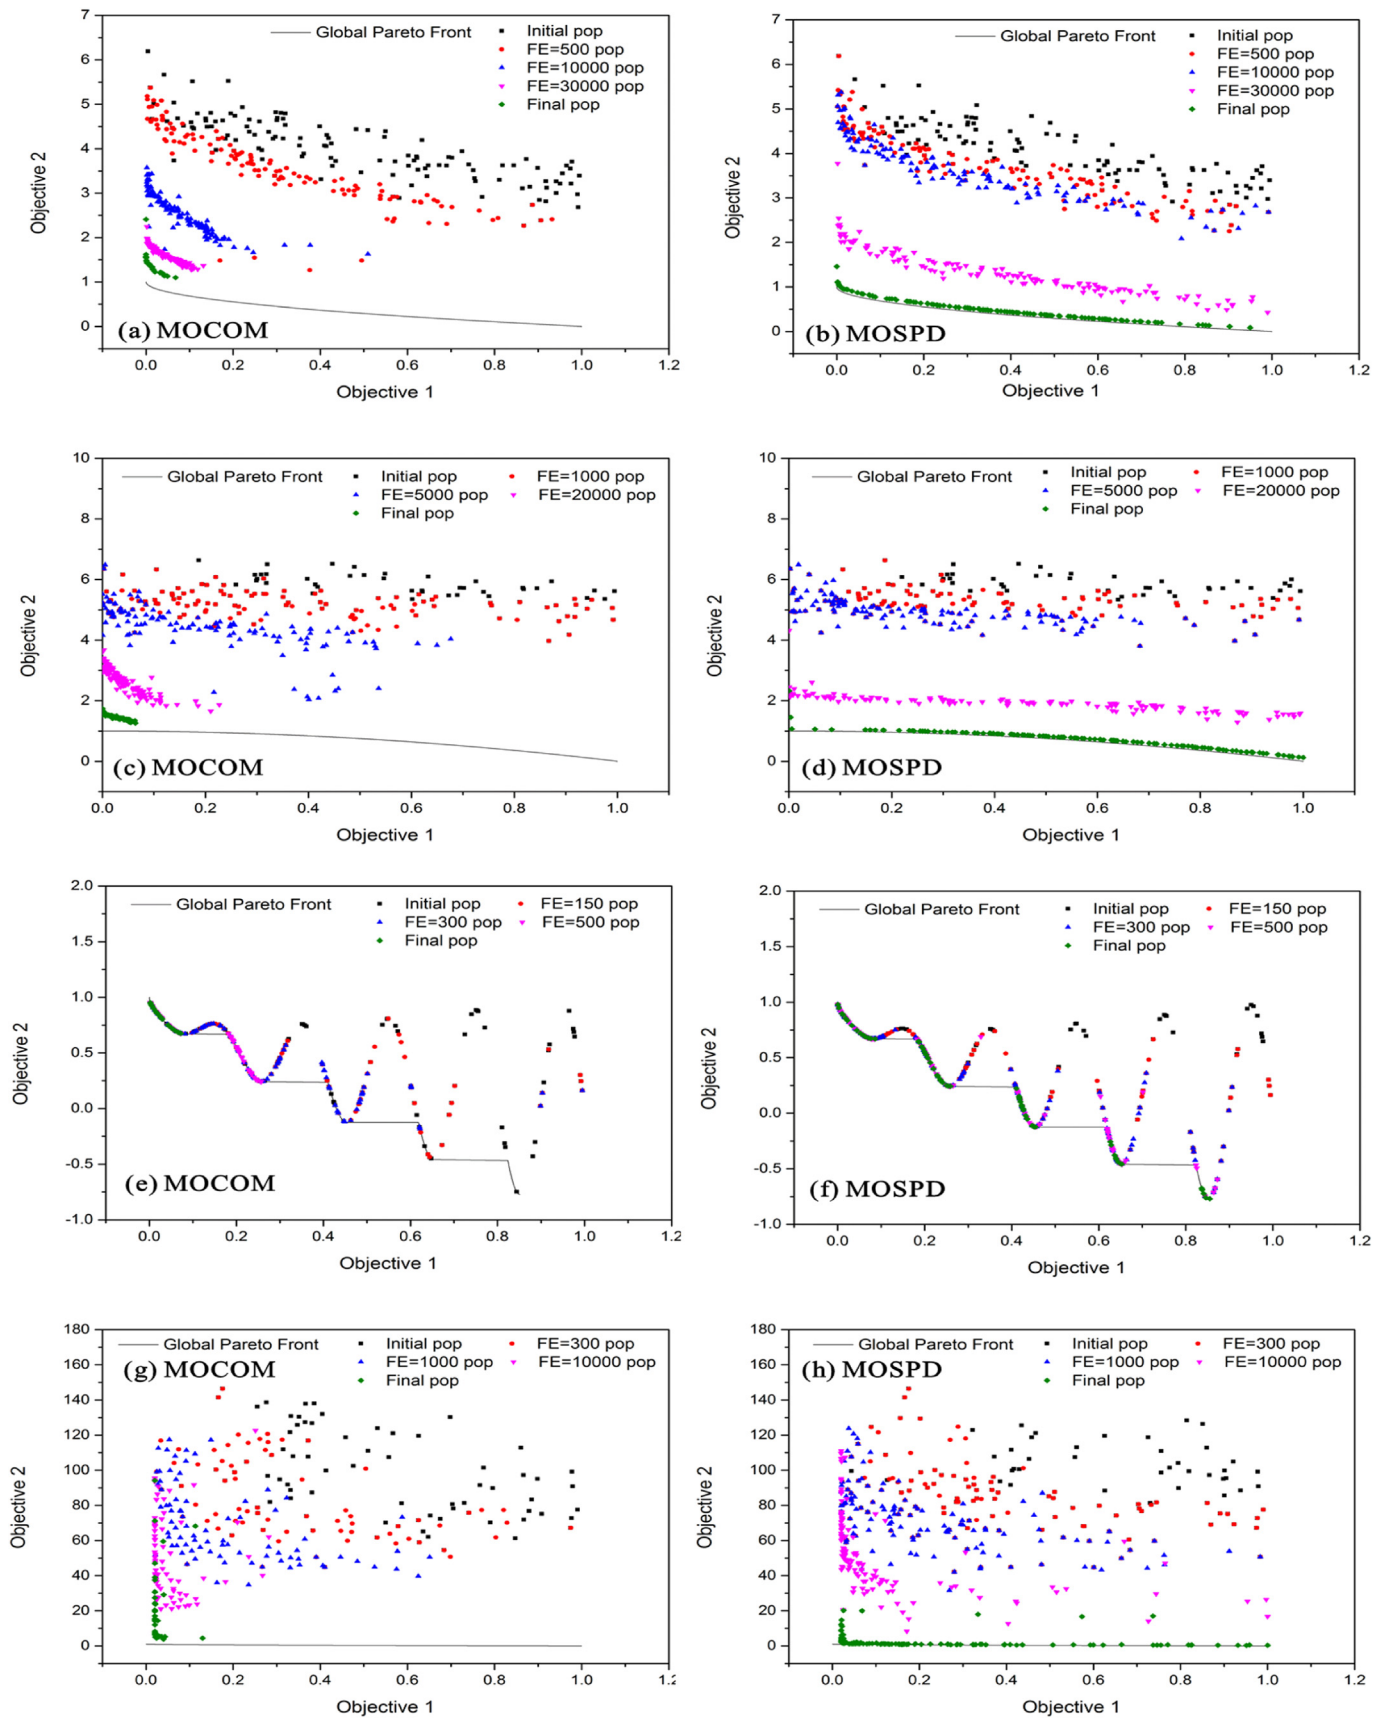 7
6
5
4
3
2
1
0
Objective 2
Global Pareto Front
Initial pop
FE=500 pop
FE=10000 pop
FE=30000 pop
Final pop
(a) MOCOM
0.0 0.2 0.4 0.6 0.8 1.0 1.2
Objective 1
7
6
5
4
3
2
1
0
Objective 2
Global Pareto Front
Initial pop
FE=500 pop
FE=10000 pop
FE=30000 pop
Final pop
(b) MOSPD
0.0 0.2 0.4 0.6 0.8 1.0 1.2
Objective 1
10
8
6
4
2
0
Objective 2
Global Pareto Front
Initial pop
FE=1000 pop
FE=5000 pop
FE=20000 pop
Final pop
(c) MOCOM
0.0 0.2 0.4 0.6 0.8 1.0
Objective 1
10
8
6
4
2
0
Objective 2
Global Pareto Front
Initial pop
FE=1000 pop
FE=5000 pop
FE=20000 pop
Final pop
(d) MOSPD
0.0 0.2 0.4 0.6 0.8 1.0
Objective 1
2.0
1.5
1.0
0.5
0.0
-0.5
-1.0
Objective 2
Global Pareto Front
Initial pop
FE=150 pop
FE=300 pop
FE=500 pop
Final pop
(e) MOCOM
0.0 0.2 0.4 0.6 0.8 1.0 1.2
Objective 1
2.0
1.5
1.0
0.5
0.0
-0.5
-1.0
Objective 2
Global Pareto Front
Initial pop
FE=150 pop
FE=300 pop
FE=500 pop
Final pop
(f) MOSPD
0.0 0.2 0.4 0.6 0.8 1.0 1.2
Objective 1
180
160
140
120
100
80
60
40
20
0
Objective 2
Global Pareto Front
Initial pop
FE=300 pop
FE=1000 pop
FE=10000 pop
Final pop
(g) MOCOM
0.0 0.2 0.4 0.6 0.8 1.0 1.2
Objective 1
180
160
140
120
100
80
60
40
20
0
Objective 2
Global Pareto Front
Initial pop
FE=300 pop
FE=1000 pop
FE=10000 pop
Final pop
(h) MOSPD
0.0 0.2 0.4 0.6 0.8 1.0 1.2
Objective 1